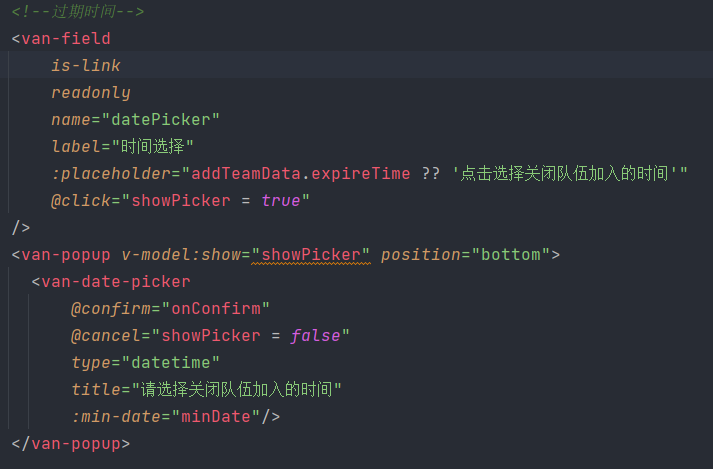 <!--过期时间-->
<van-field
is-link
readonly
name="datePicker"
label="时间选择"
:placeholder="addTeamData.expireTime ?? '点击选择关闭队伍加入的时间'"
@click="showPicker = true"
/>
<van-popup v-model:show="showPicker" position="bottom">
<van-date-picker
@confirm="onConfirm"
@cancel="showPicker = false"
type="datetime"
title="请选择关闭队伍加入的时间"
:min-date="minDate"/>
</van-popup>